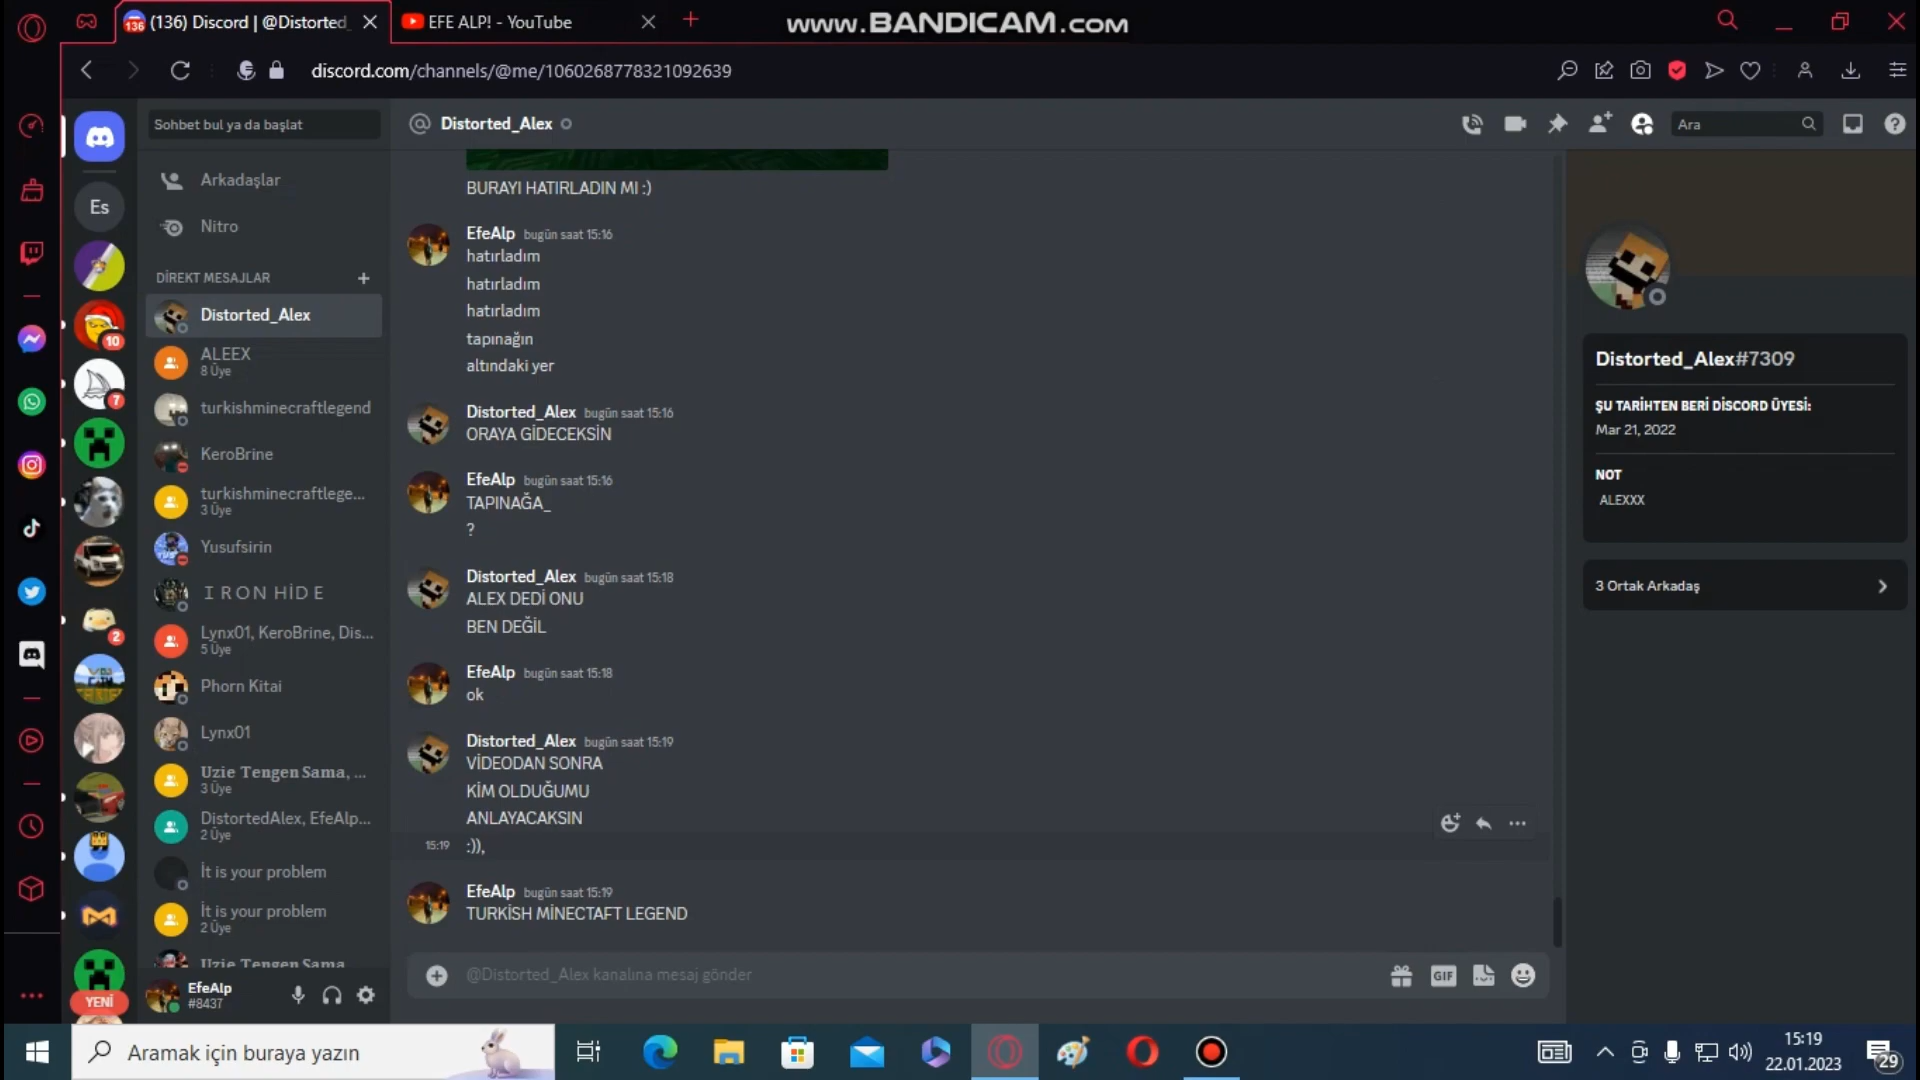 (136) Discord | @Distorted_
EFE ALP! - YouTube
www.BANDICAM.com
discord.com/channels/@me/1060268778321092639
Sohbet bul ya da başlat
Distorted_Alex
Ara
Arkadaşlar
Nitro
DİREKT MESAJLAR
Distorted_Alex
ALEEX
8 Üye
turkishminecraftlegend
KeroBrine
turkishminecraftlege...
3 Üye
Yusufsirin
I R O N HİD E
Lynx01, KeroBrine, Dis...
5 Üye
Phorn Kitai
Lynx01
Uzie Tengen Sama, ...
3 Üye
DistortedAlex, EfeAlp...
2 Üye
İt is your problem
İt is your problem
2 Üye
Uzie Tengen Sama
EfeAlp
#8437
Es
136
10
7
2
YENİ
BURAYI HATIRLADIN MI :)
EfeAlp bugün saat 15:16
hatırladım
hatırladım
hatırladım
tapınağın
altındaki yer
Distorted_Alex bugün saat 15:16
ORAYA GİDECEKSİN
EfeAlp bugün saat 15:16
TAPINAĞA_
?
Distorted_Alex bugün saat 15:18
ALEX DEDİ ONU
BEN DEĞİL
EfeAlp bugün saat 15:18
ok
Distorted_Alex bugün saat 15:19
VİDEODAN SONRA
KİM OLDUĞUMU
ANLAYACAKSIN
15:19 :)),
EfeAlp bugün saat 15:19
TURKİSH MİNECTAFT LEGEND
@Distorted_Alex kanalına mesaj gönder
GIF
Distorted_Alex#7309
ŞU TARİHTEN BERİ DİSCORD ÜYESİ:
Mar 21, 2022
NOT
ALEXXX
3 Ortak Arkadaş
Aramak için buraya yazın
15:19
22.01.2023
29